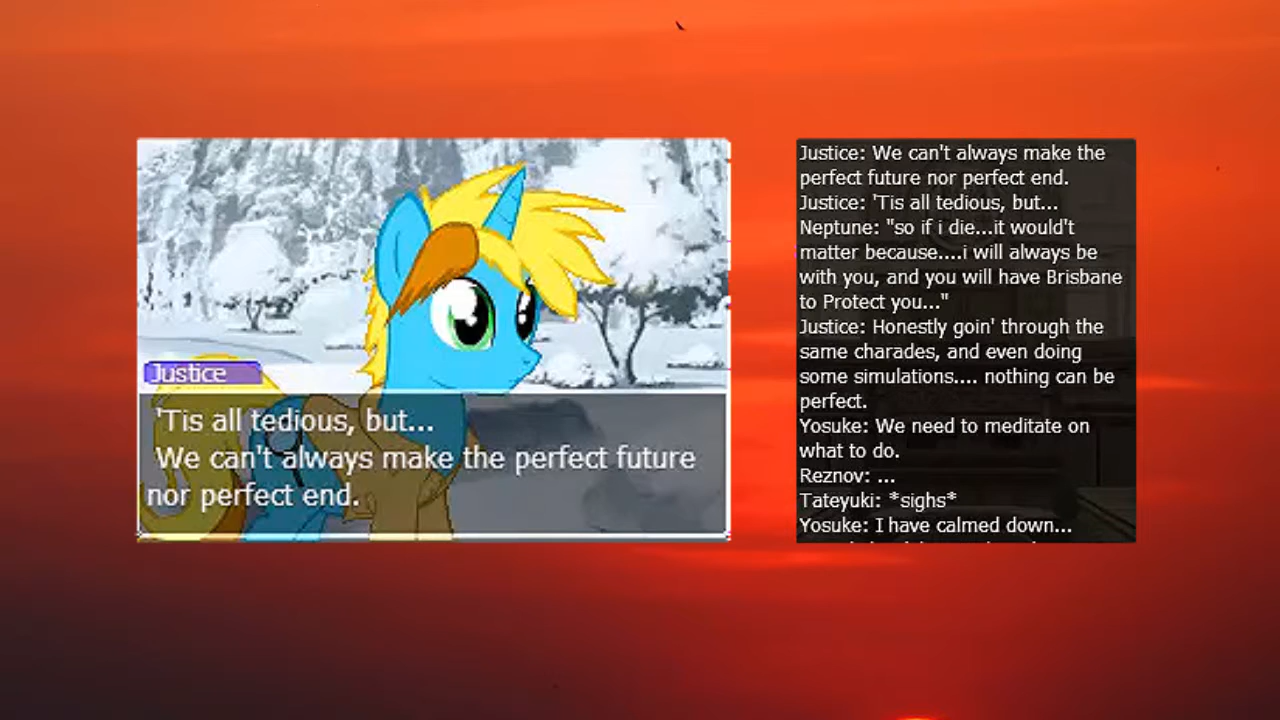 Justice
'Tis all tedious, but...
We can't always make the perfect future
nor perfect end.
Justice: We can't always make the
perfect future nor perfect end.
Justice: 'Tis all tedious, but...
Neptune: "so if i die...it would't
matter because....i will always be
with you, and you will have Brisbane
to Protect you..."
Justice: Honestly goin' through the
same charades, and even doing
some simulations.... nothing can be
perfect.
Yosuke: We need to meditate on
what to do.
Reznov: ...
Tateyuki: *sighs*
Yosuke: I have calmed down...